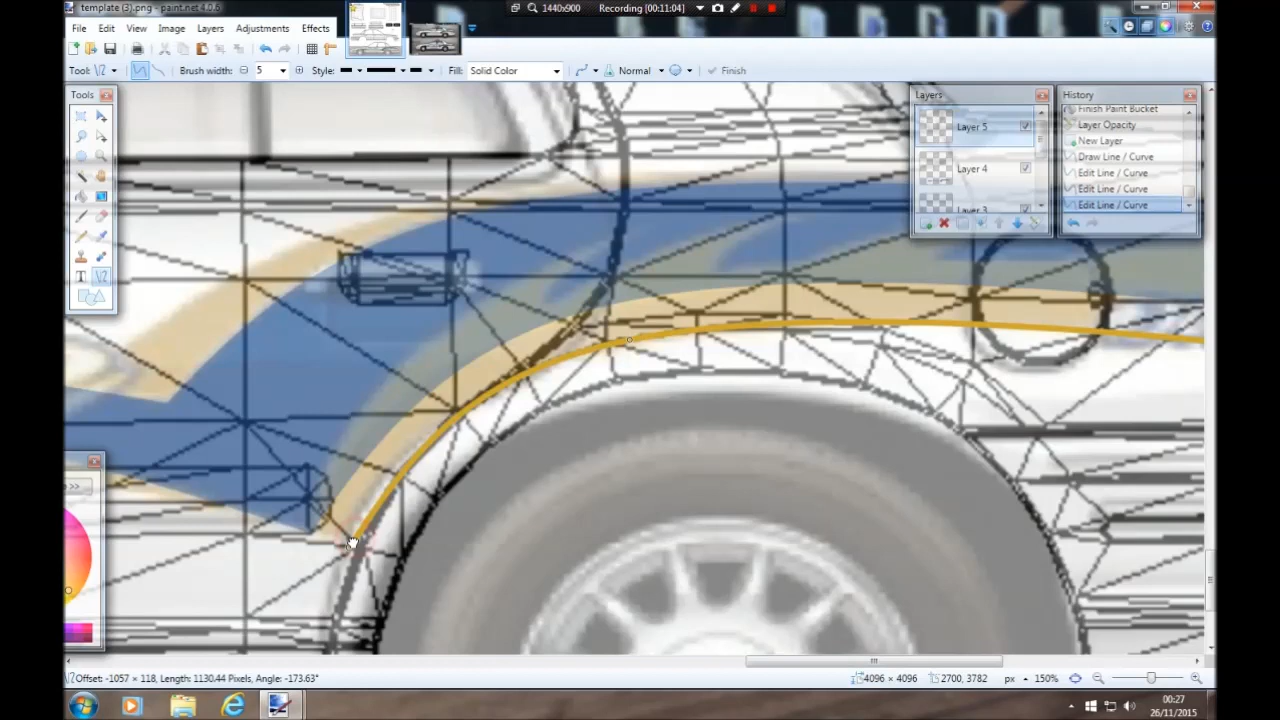 template (3).png - paint.net 4.0.6
1440x900
Recording [00:11:04]
File Edit View Image Layers Adjustments Effects
Tool: Brush width: 5 Style: Fill: Solid Color Normal Finish
Tools
Layers
Layer 5
Layer 4
Layer 3
History
Finish Paint Bucket
Layer Opacity
New Layer
Draw Line / Curve
Edit Line / Curve
Edit Line / Curve
Edit Line / Curve
T
>>
Offset: -1057 × 118, Length: 1130.44 Pixels, Angle: -173.63°
4096 × 4096
2700, 3782
px
150%
00:27
26/11/2015